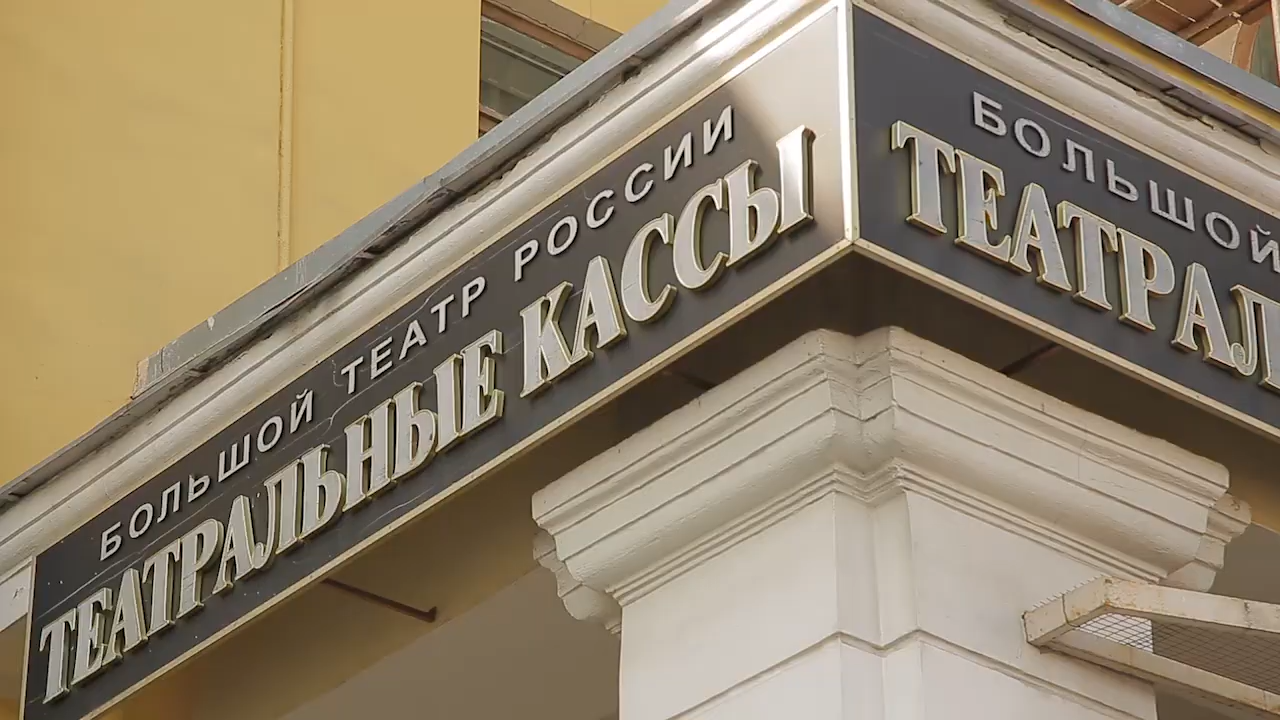 БОЛЬШОЙ ТЕАТР РОССИИ
ТЕАТРАЛЬНЫЕ КАССЫ
БОЛЬШОЙ
ТЕАТРАЛ